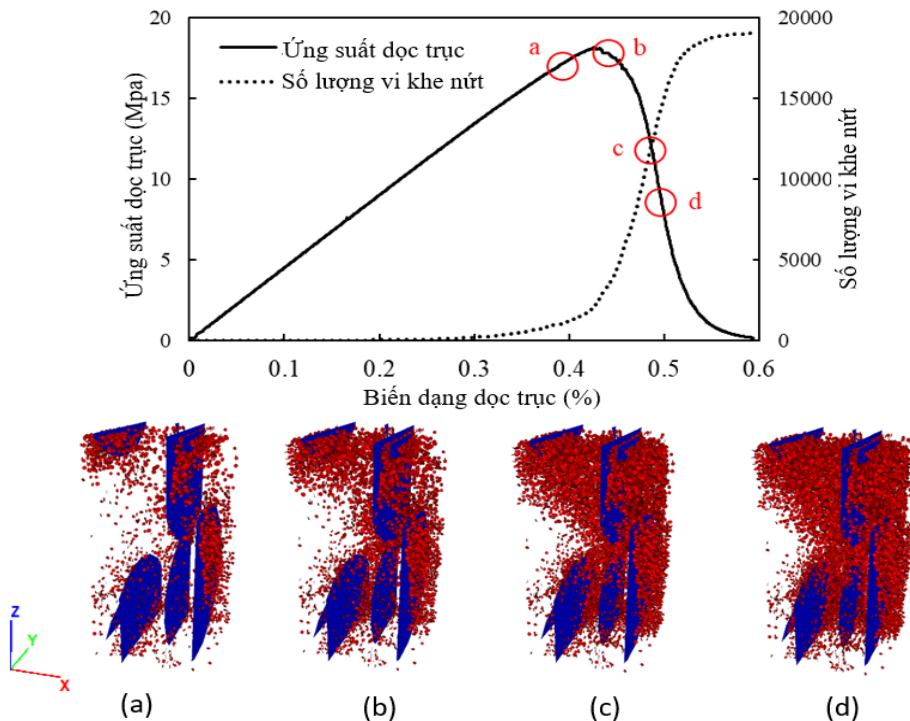 20
15
10
5
0
Ứng suất dọc trục (Mpa)
Ứng suất dọc trục
Số lượng vi khe nứt
a
b
c
d
20000
15000
10000
5000
0
Số lượng vi khe nứt
0 0.1 0.2 0.3 0.4 0.5 0.6
Biến dạng dọc trục (%)
Z
Y
X
(a) (b) (c) (d)